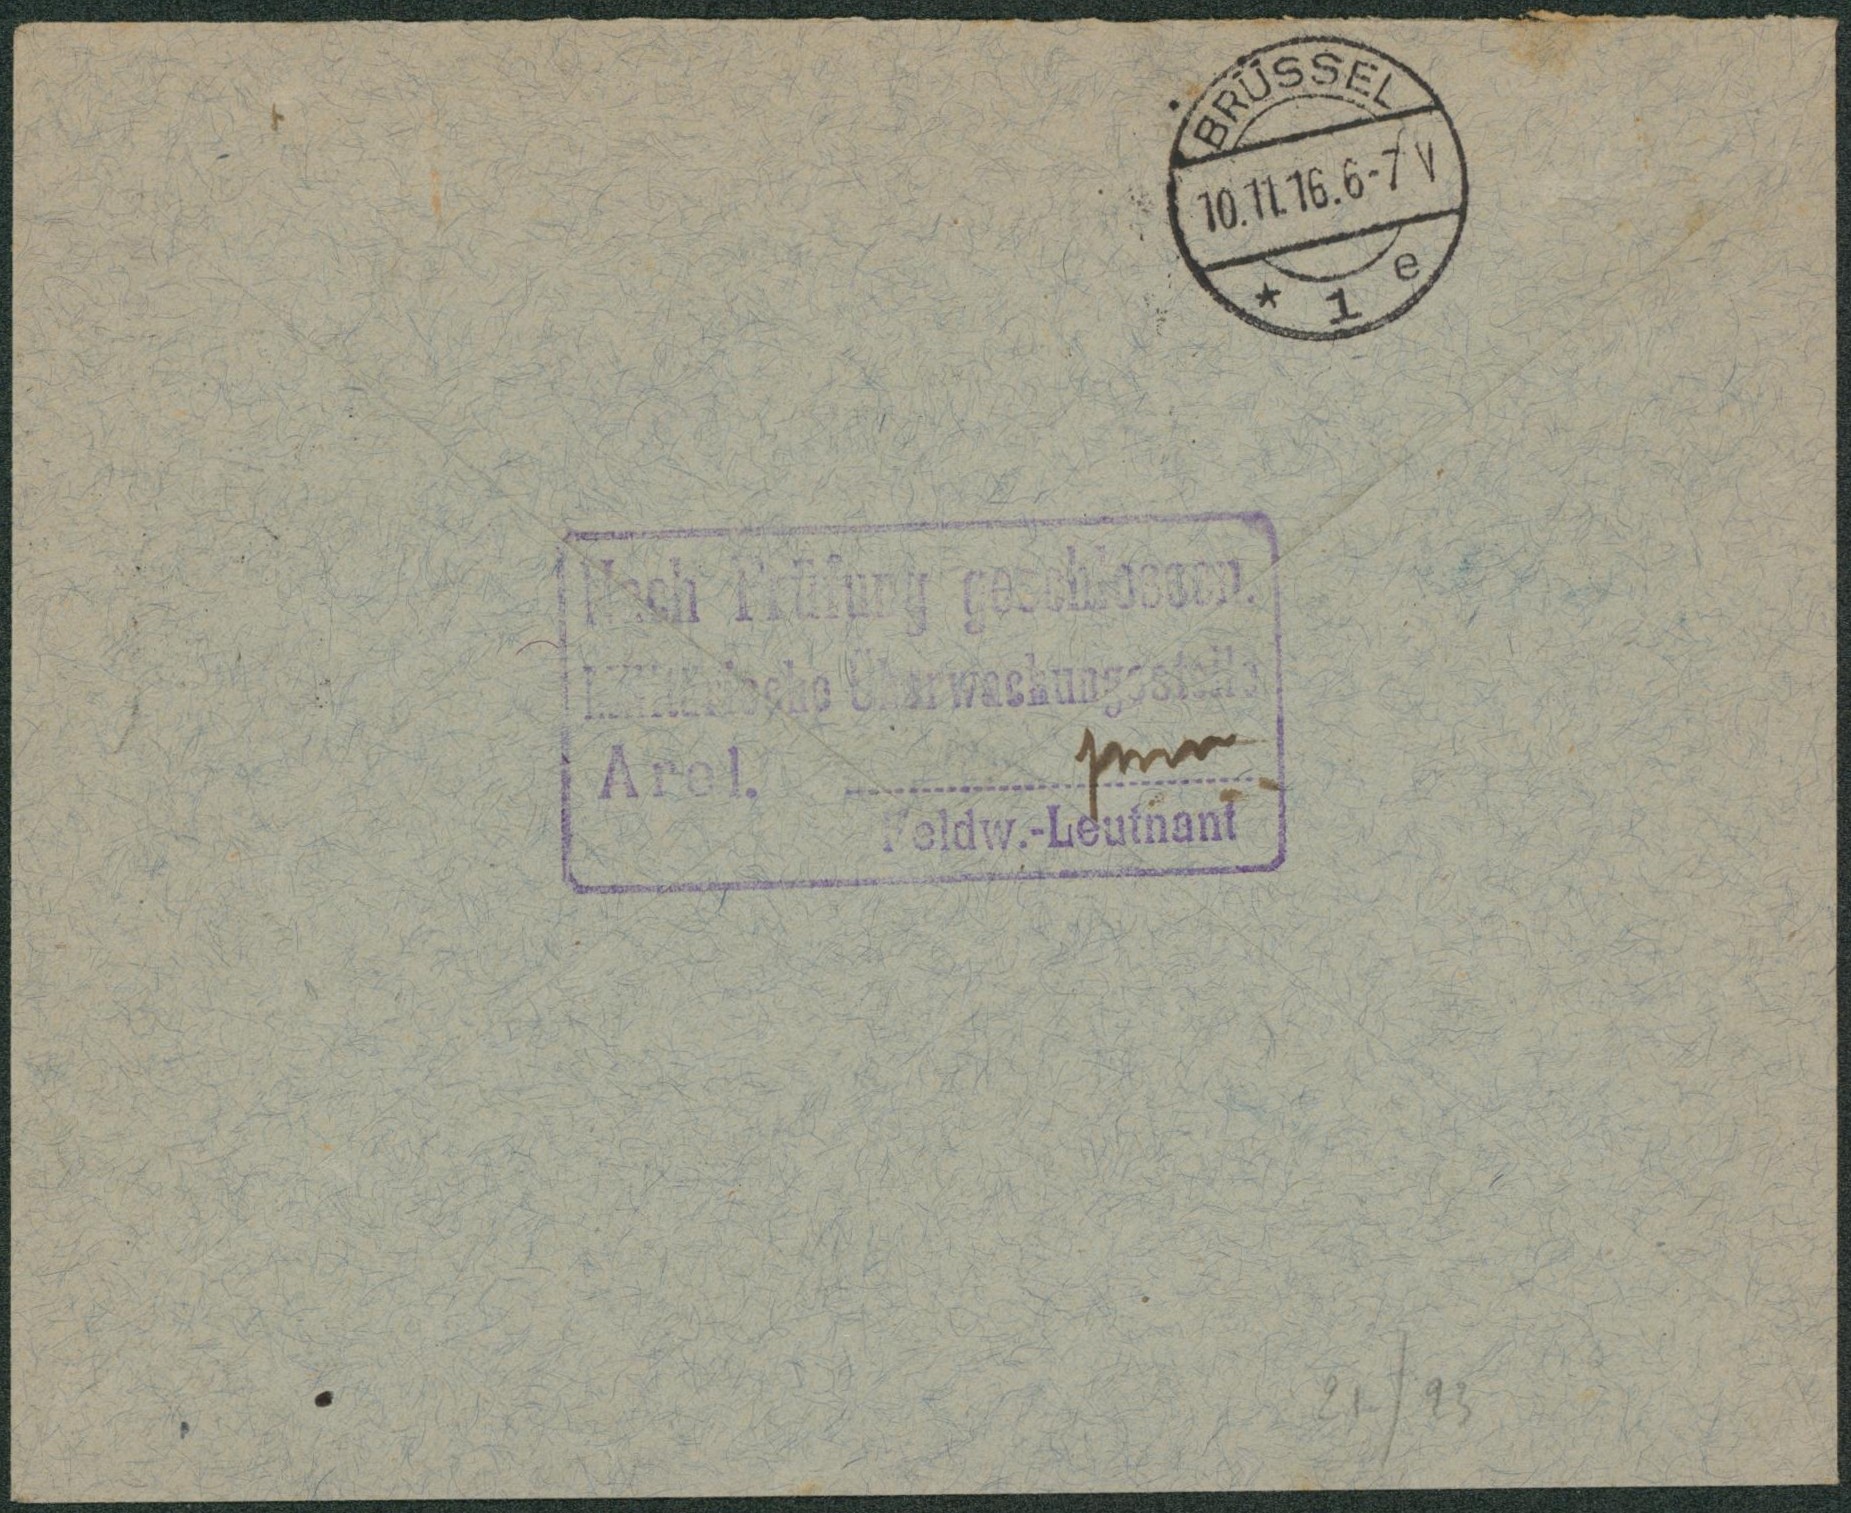 BRÜSSEL
10.11.16.6-7 V
* 1 e
Nach Prüfung geschlossen.
Militärische Überwachungsstelle
Arel.
Feldw.-Leutnant
21/93